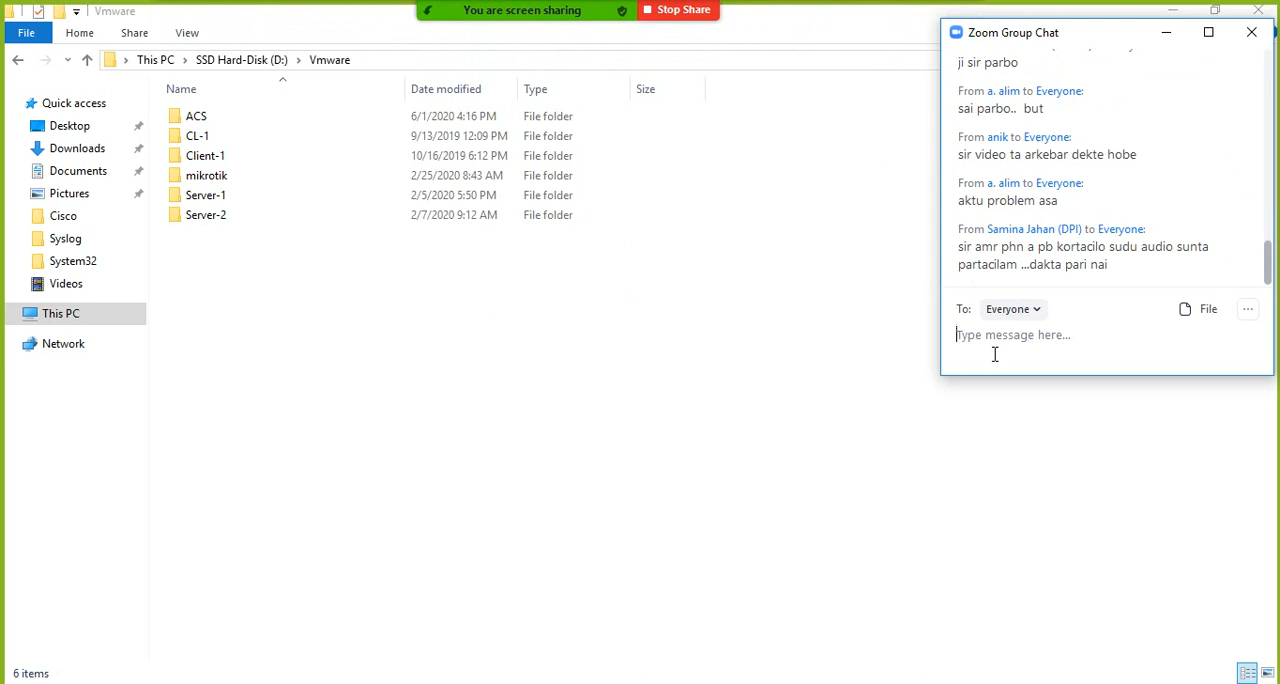 Vmware
You are screen sharing
Stop Share
File Home Share View
This PC › SSD Hard-Disk (D:) › Vmware
Name Date modified Type Size
Quick access
Desktop
Downloads
Documents
Pictures
Cisco
Syslog
System32
Videos
This PC
Network
ACS 6/1/2020 4:16 PM File folder
CL-1 9/13/2019 12:09 PM File folder
Client-1 10/16/2019 6:12 PM File folder
mikrotik 2/25/2020 8:43 AM File folder
Server-1 2/5/2020 5:50 PM File folder
Server-2 2/7/2020 9:12 AM File folder
6 items
Zoom Group Chat
ji sir parbo
From a. alim to Everyone:
sai parbo.. but
From anik to Everyone:
sir video ta arkebar dekte hobe
From a. alim to Everyone:
aktu problem asa
From Samina Jahan (DPI) to Everyone:
sir amr phn a pb kortacilo sudu audio sunta
partacilam ...dakta pari nai
To: Everyone File ...
Type message here...